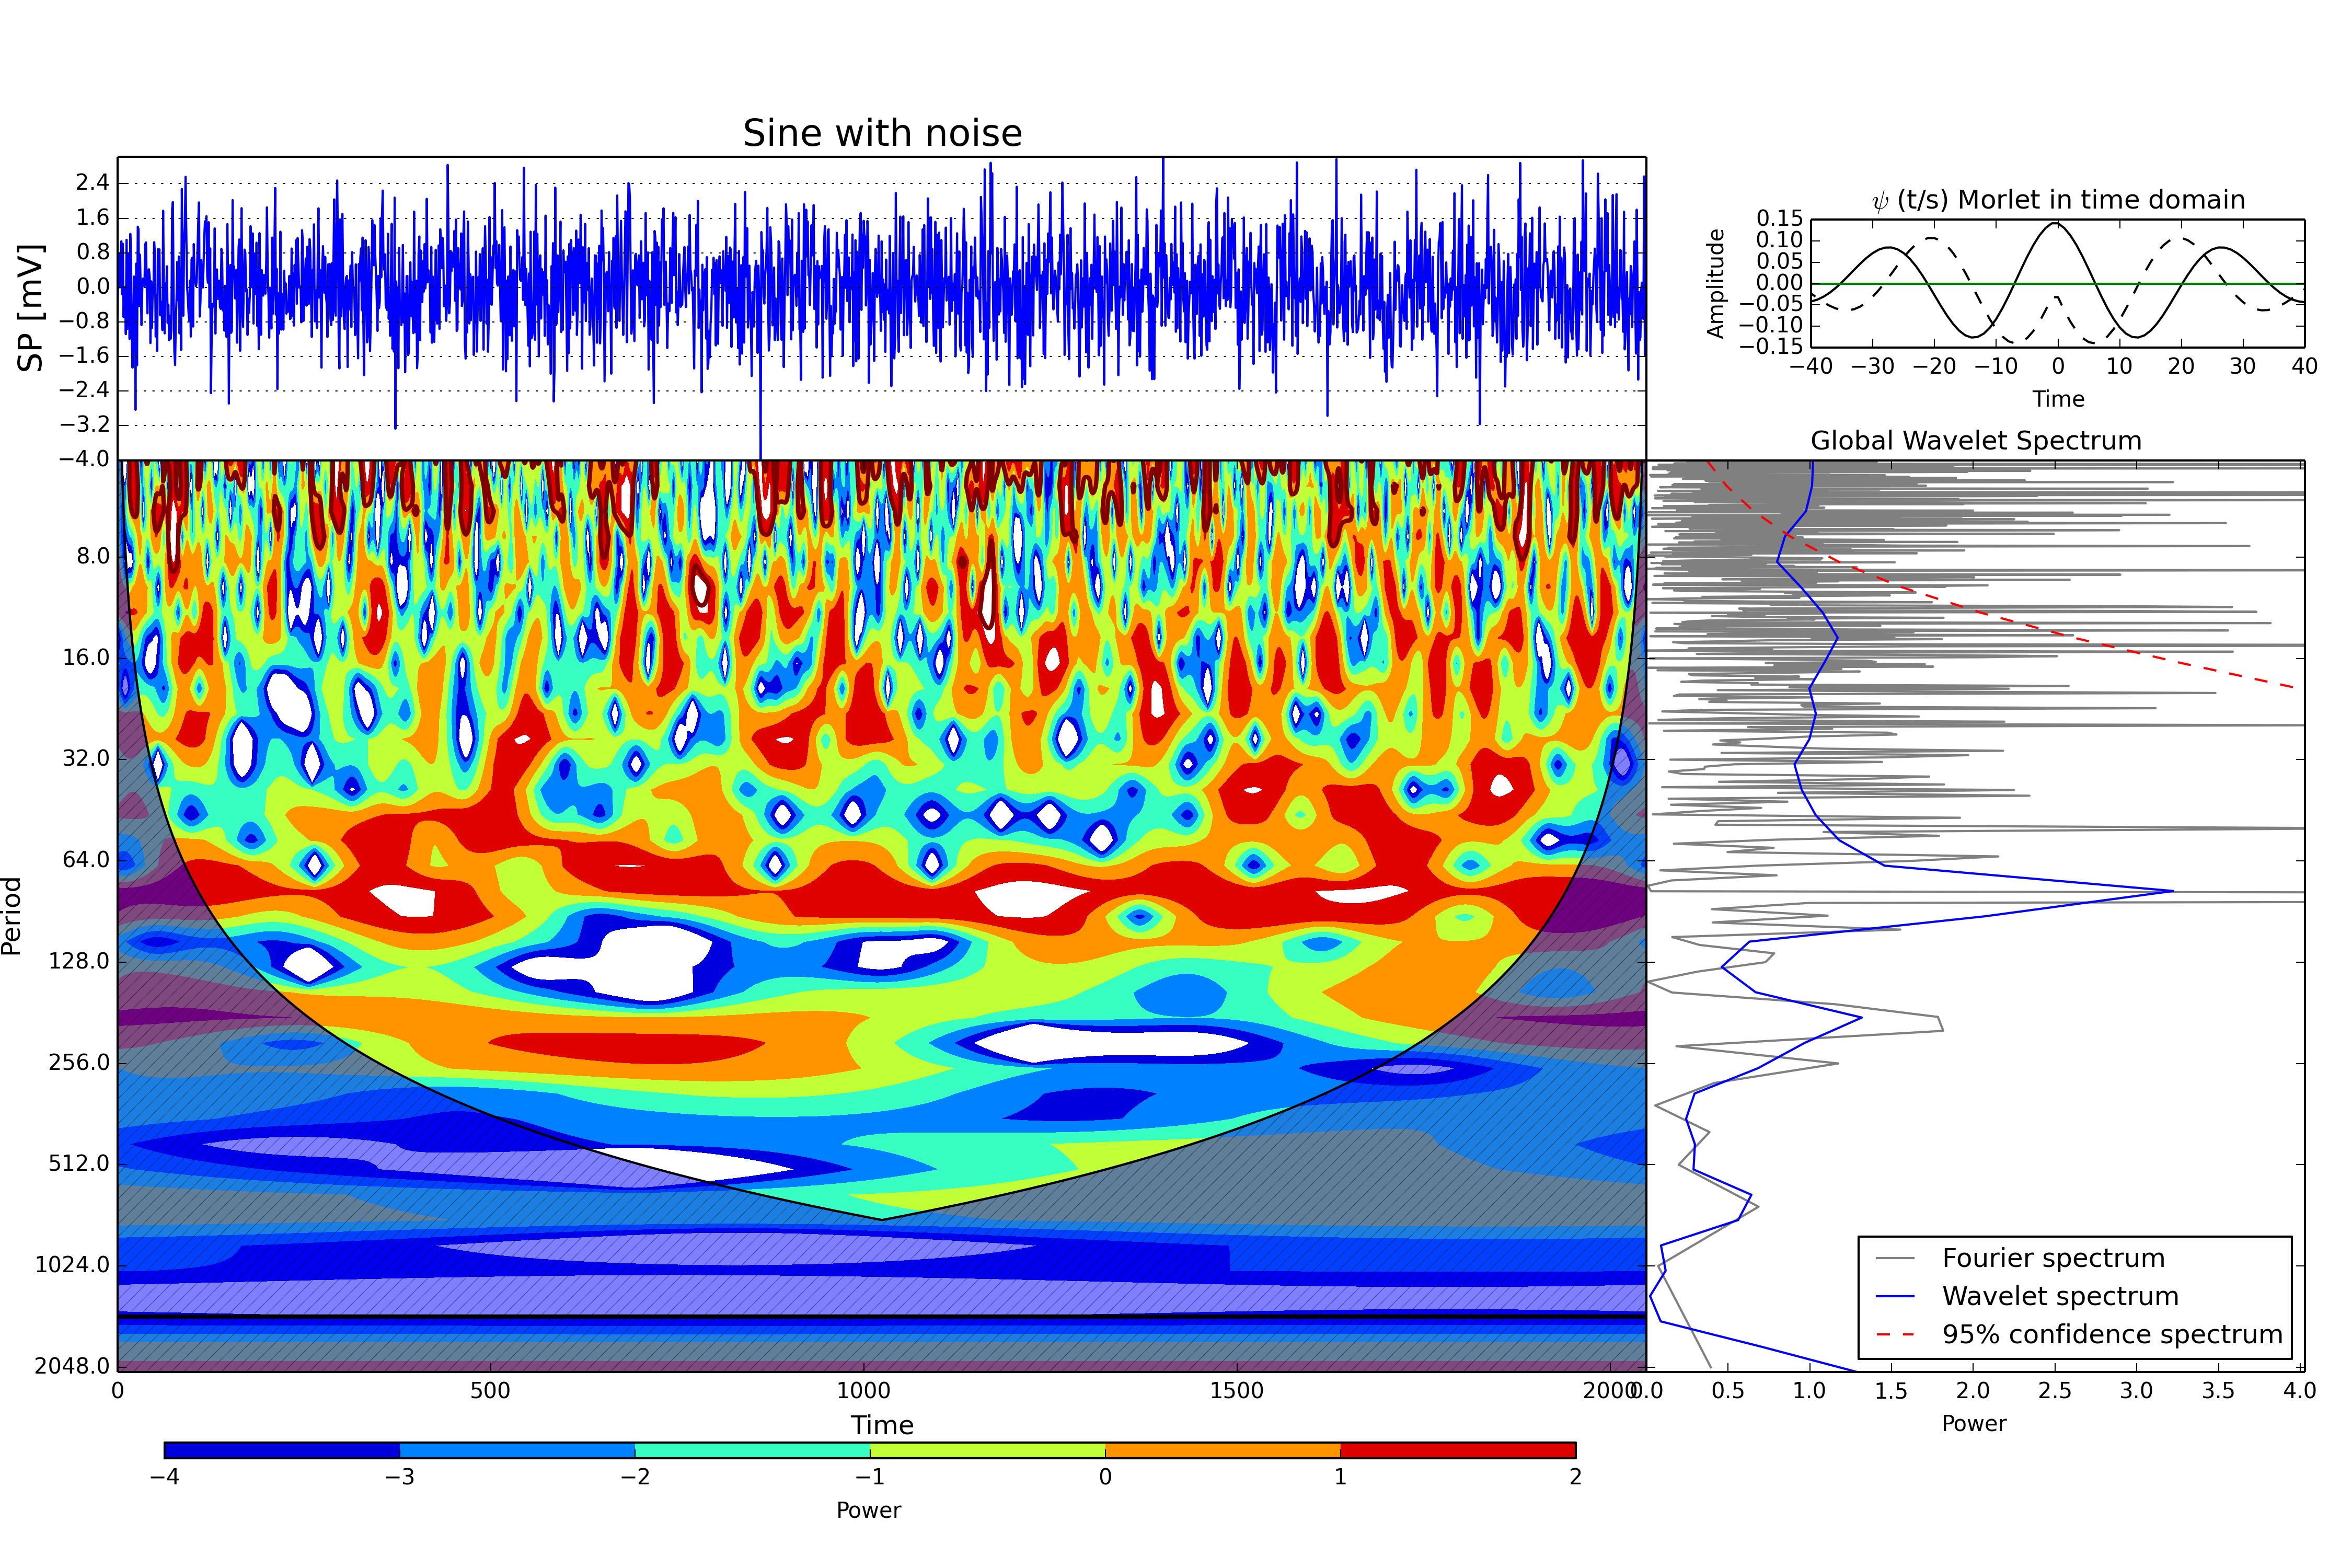 Sine with noise
SP [mV]
2.4
1.6
0.8
0.0
−0.8
−1.6
−2.4
−3.2
−4.0
ψ (t/s) Morlet in time domain
Amplitude
0.15
0.10
0.05
0.00
−0.05
−0.10
−0.15
−40 −30 −20 −10 0 10 20 30 40
Time
Period
8.0
16.0
32.0
64.0
128.0
256.0
512.0
1024.0
2048.0
0 500 1000 1500 2000
Time
Global Wavelet Spectrum
Fourier spectrum
Wavelet spectrum
95% confidence spectrum
0.0 0.5 1.0 1.5 2.0 2.5 3.0 3.5 4.0
Power
−4 −3 −2 −1 0 1 2
Power